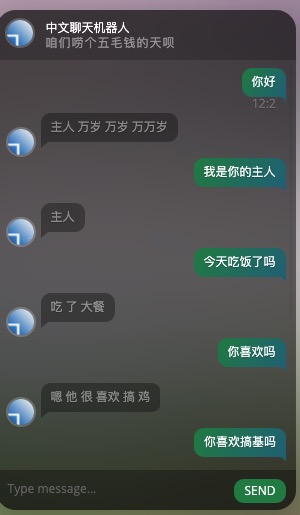 中文聊天机器人
咱们唠个五毛钱的天呗
你好
12:2
主人 万岁 万岁 万万岁
我是你的主人
主人
今天吃饭了吗
吃 了 大餐
你喜欢吗
嗯 他 很 喜欢 搞 鸡
你喜欢搞基吗
Type message...
SEND